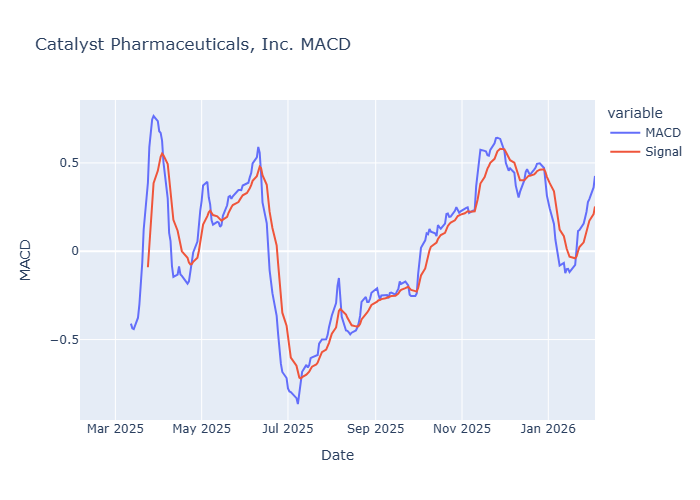 Catalyst Pharmaceuticals, Inc. MACD
variable
MACD
Signal
MACD
0.5
0
−0.5
Mar 2025
May 2025
Jul 2025
Sep 2025
Nov 2025
Jan 2026
Date